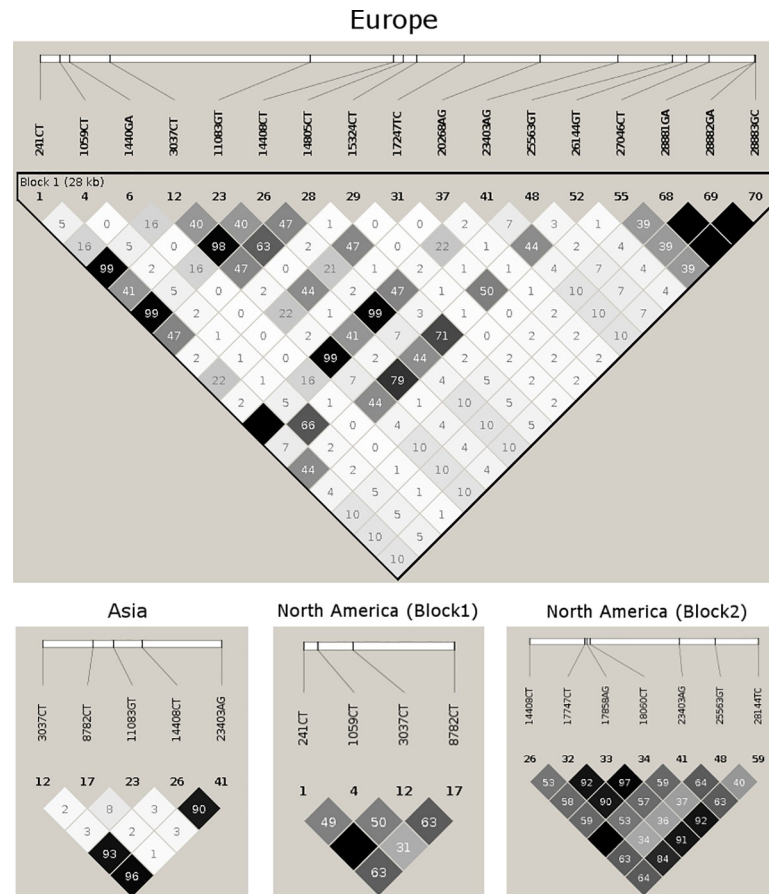 Europe
241CT 1059CT 1440GA 3037CT 11083GT 14408CT 14805CT 15324CT 17247TC 20268AG 23403AG 25563GT 26144GT 27046CT 28881GA 28882GA 28883GC
Block 1 (28 kb)
1 4 6 12 23 26 28 29 31 37 41 48 52 55 68 69 70
5 0 16 40 40 47 1 0 0 2 7 3 1 39
16 5 0 98 63 2 47 0 22 1 44 2 1 39
99 2 16 47 0 21 1 2 1 1 4 7 4 39
41 5 0 2 44 2 47 1 50 1 10 7 4
99 2 0 22 1 99 3 1 0 2 10 7
47 1 0 1 41 7 71 0 2 2 10
2 1 0 99 2 44 2 2 2 2
22 1 16 7 79 4 5 2 2
2 5 1 44 4 10 5 2
66 0 4 4 10 5
7 2 0 10 4 10
44 2 1 10 4
4 5 1 10
10 5 1
10 5
10
Asia
3037CT 8782CT 11083GT 14408CT 23403AG
12 17 23 26 41
2 8 3 90
3 2 3
93 1
96
North America (Block1)
241CT 1059CT 3037CT 8782CT
1 4 12 17
49 50 63
31
63
North America (Block2)
14408CT 17747CT 17858AG 18060CT 23403AG 25563GT 28144TC
26 32 33 34 41 48 59
53 92 97 59 64 40
58 90 57 37 63
59 53 36 92
34 91
63 84
64